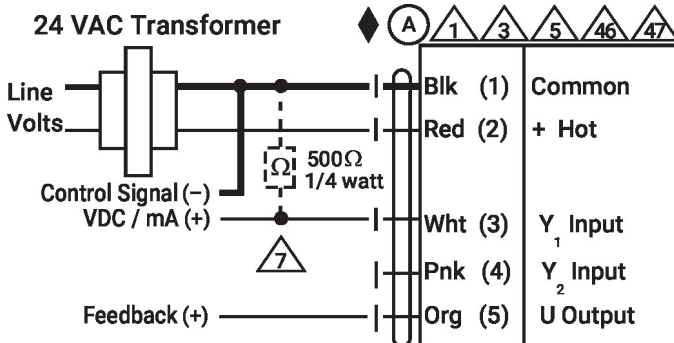 24 VAC Transformer
A 1 3 5 46 47
Line
Volts
Blk (1) Common
Red (2) + Hot
Ω 500Ω
1/4 watt
Control Signal (−)
VDC / mA (+)
7
Wht (3) Y1 Input
Pnk (4) Y2 Input
Feedback (+)
Org (5) U Output